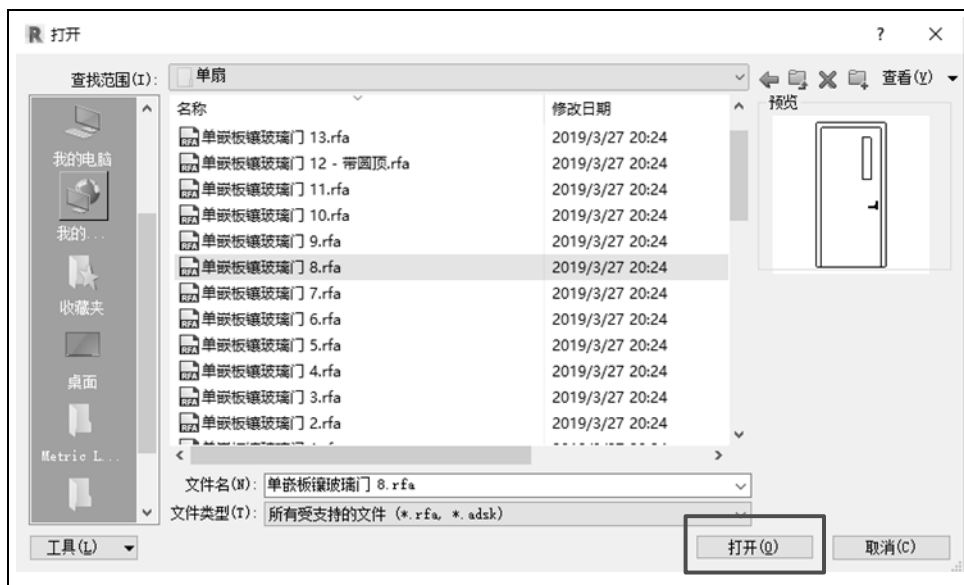 R 打开
? ×
查找范围(I): 单扇
查看(V)
名称 修改日期
预览
单嵌板镶玻璃门 13.rfa 2019/3/27 20:24
单嵌板镶玻璃门 12 - 带圆顶.rfa 2019/3/27 20:24
单嵌板镶玻璃门 11.rfa 2019/3/27 20:24
单嵌板镶玻璃门 10.rfa 2019/3/27 20:24
单嵌板镶玻璃门 9.rfa 2019/3/27 20:24
单嵌板镶玻璃门 8.rfa 2019/3/27 20:24
单嵌板镶玻璃门 7.rfa 2019/3/27 20:24
单嵌板镶玻璃门 6.rfa 2019/3/27 20:24
单嵌板镶玻璃门 5.rfa 2019/3/27 20:24
单嵌板镶玻璃门 4.rfa 2019/3/27 20:24
单嵌板镶玻璃门 3.rfa 2019/3/27 20:24
单嵌板镶玻璃门 2.rfa 2019/3/27 20:24
我的电脑
我的...
收藏夹
桌面
Metric L...
文件名(N): 单嵌板镶玻璃门 8.rfa
文件类型(T): 所有受支持的文件 (*.rfa, *.adsk)
工具(L) 打开(O) 取消(C)